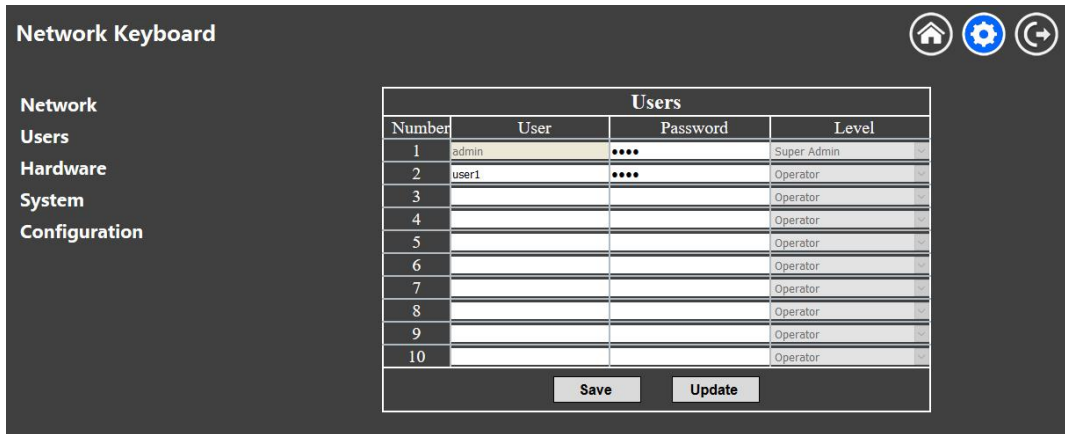 Network Keyboard
Network
Users
Hardware
System
Configuration
Users
Number User Password Level
1 admin •••• Super Admin
2 user1 •••• Operator
3 Operator
4 Operator
5 Operator
6 Operator
7 Operator
8 Operator
9 Operator
10 Operator
Save Update